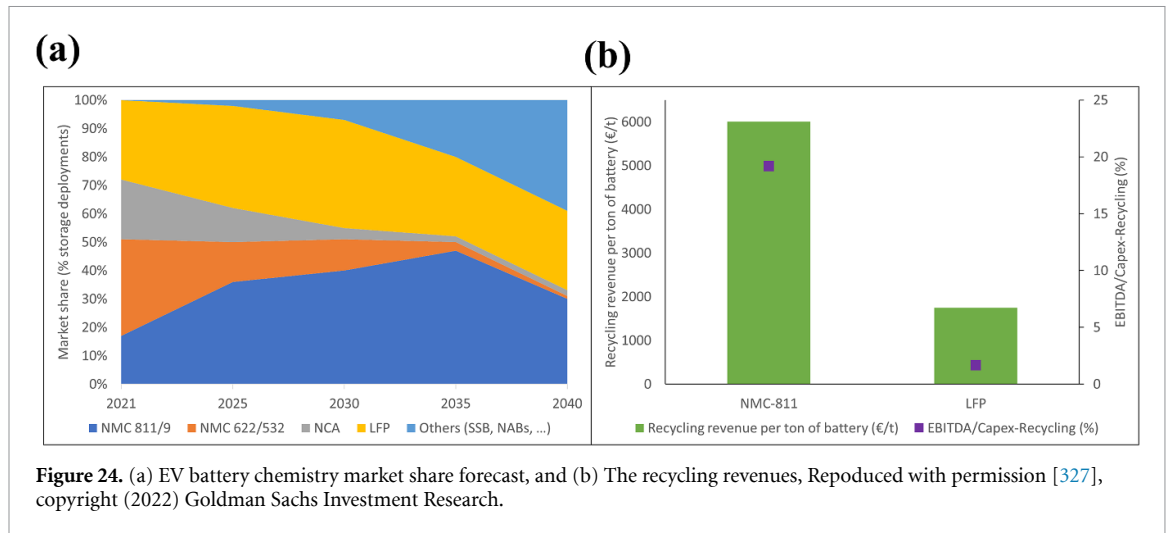 (a)
(b)
Market share (% storage deployments)
100%
90%
80%
70%
60%
50%
40%
30%
20%
10%
0%
2021 2025 2030 2035 2040
NMC 811/9 NMC 622/532 NCA LFP Others (SSB, NABs, ...)
Recycling revenue per ton of battery (€/t)
6000
5000
4000
3000
2000
1000
0
25
20
15
10
5
0
EBITDA/Capex-Recycling (%)
NMC-811 LFP
Recycling revenue per ton of battery (€/t) EBITDA/Capex-Recycling (%)
Figure 24. (a) EV battery chemistry market share forecast, and (b) The recycling revenues, Repoduced with permission [327],
copyright (2022) Goldman Sachs Investment Research.